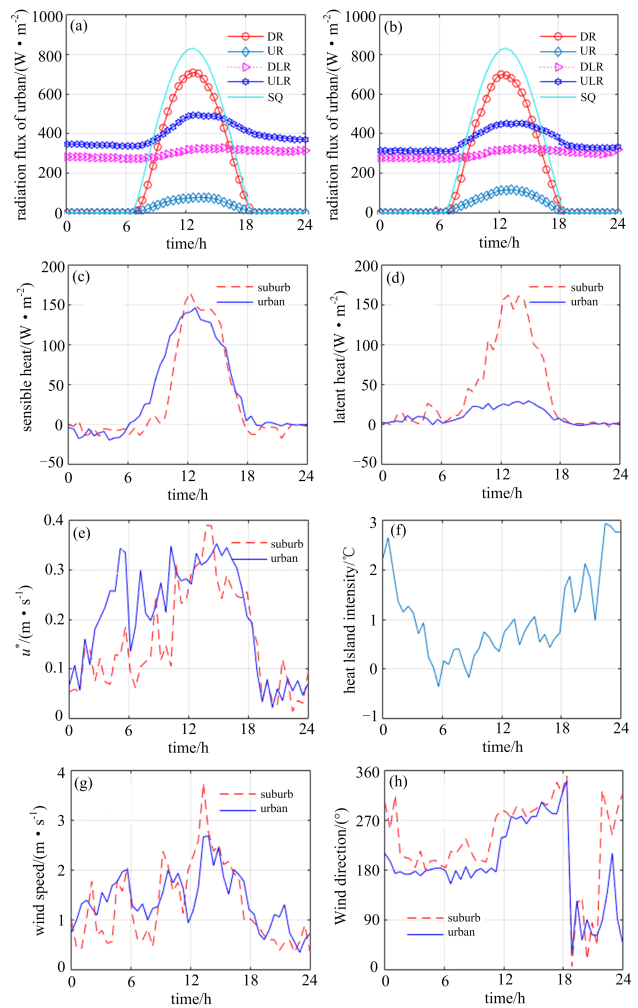 (a)
DR
UR
DLR
ULR
SQ
radiation flux of urban/(W • m⁻²)
1000
800
600
400
200
0
0 6 12 18 24
time/h
(b)
DR
UR
DLR
ULR
SQ
radiation flux of urban/(W • m⁻²)
1000
800
600
400
200
0
0 6 12 18 24
time/h
(c)
suburb
urban
sensible heat/(W • m⁻²)
200
150
100
50
0
−50
0 6 12 18 24
time/h
(d)
suburb
urban
latent heat/(W • m⁻²)
200
150
100
50
0
−50
0 6 12 18 24
time/h
(e)
suburb
urban
u*/(m • s⁻¹)
0.4
0.3
0.2
0.1
0
0 6 12 18 24
time/h
(f)
heat Island intensity/℃
3
2
1
0
−1
0 6 12 18 24
time/h
(g)
suburb
urban
wind speed/(m • s⁻¹)
4
3
2
1
0
0 6 12 18 24
time/h
(h)
suburb
urban
Wind direction/(°)
360
270
180
90
0
0 6 12 18 24
time/h